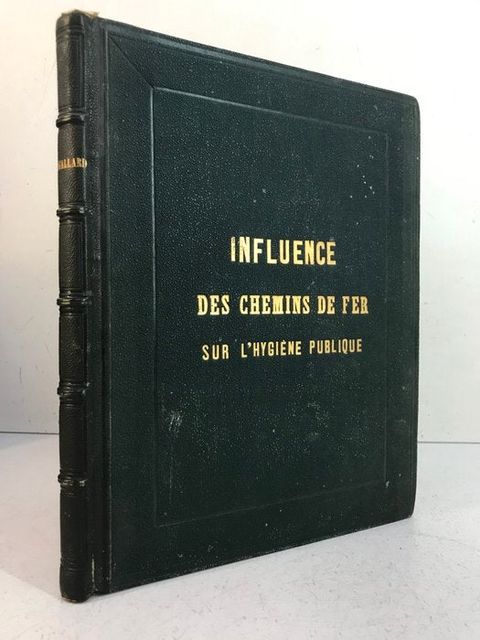 INFLUENCE
DES CHEMINS DE FER
SUR L'HYGIÈNE PUBLIQUE